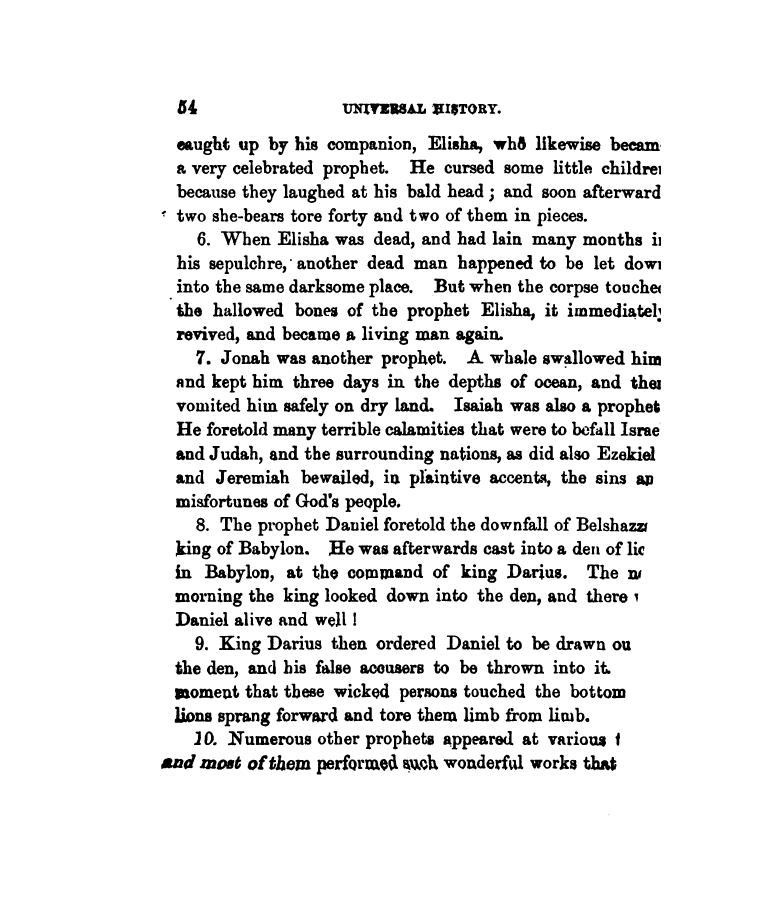 54 UNIVERSAL HISTORY.
caught up by his companion, Elisha, who likewise becam
a very celebrated prophet. He cursed some little childre
because they laughed at his bald head; and soon afterward
two she-bears tore forty and two of them in pieces.
6. When Elisha was dead, and had lain many months i
his sepulchre, another dead man happened to be let dow
into the same darksome place. But when the corpse touche
the hallowed bones of the prophet Elisha, it immediatel
revived, and became a living man again.
7. Jonah was another prophet. A whale swallowed him
and kept him three days in the depths of ocean, and the
vomited him safely on dry land. Isaiah was also a prophet
He foretold many terrible calamities that were to befall Israe
and Judah, and the surrounding nations, as did also Ezekiel
and Jeremiah bewailed, in plaintive accents, the sins an
misfortunes of God's people.
8. The prophet Daniel foretold the downfall of Belshazz
king of Babylon. He was afterwards cast into a den of li
in Babylon, at the command of king Darius. The n
morning the king looked down into the den, and there
Daniel alive and well!
9. King Darius then ordered Daniel to be drawn ou
the den, and his false accusers to be thrown into it.
moment that these wicked persons touched the bottom
lions sprang forward and tore them limb from limb.
10. Numerous other prophets appeared at various t
and most of them performed such wonderful works that